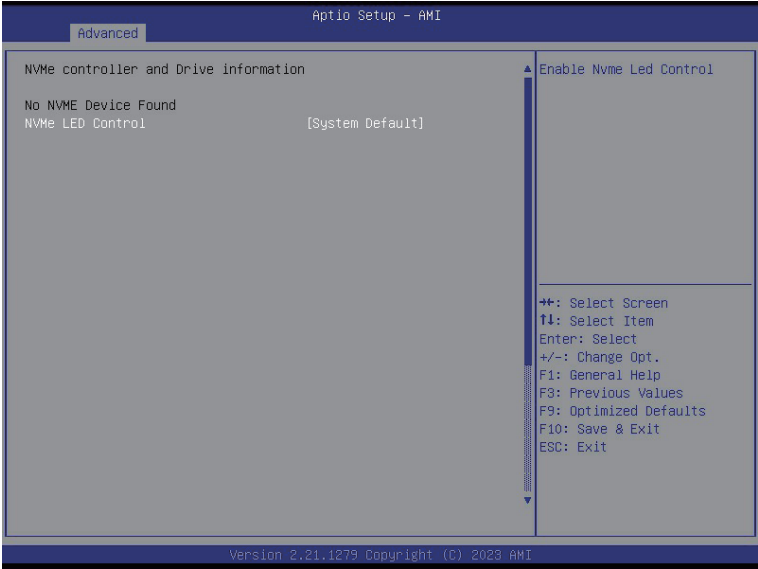 Aptio Setup – AMI
Advanced
NVMe controller and Drive information
No NVME Device Found
NVMe LED Control [System Default]
Enable Nvme Led Control
→←: Select Screen
↑↓: Select Item
Enter: Select
+/-: Change Opt.
F1: General Help
F3: Previous Values
F9: Optimized Defaults
F10: Save & Exit
ESC: Exit
Version 2.21.1279 Copyright (C) 2023 AMI